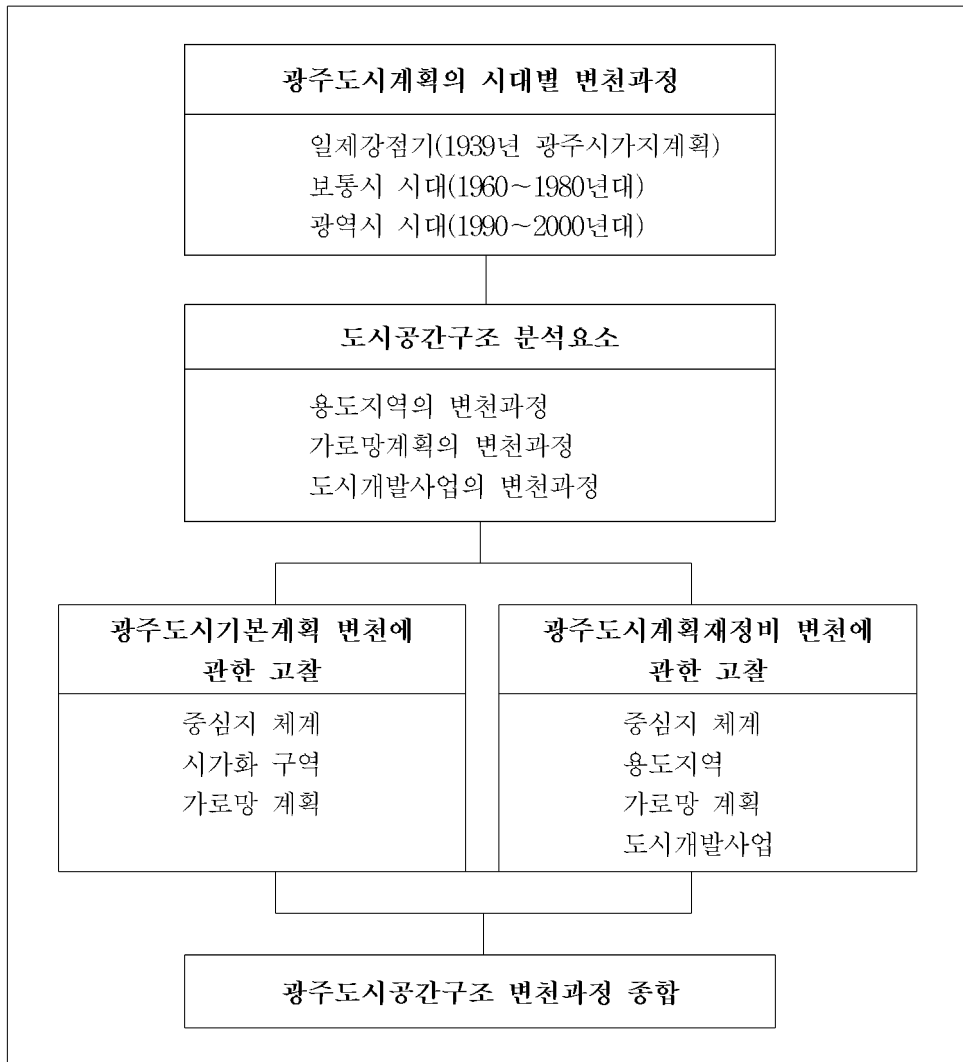 광주도시계획의 시대별 변천과정
일제강점기(1939년 광주시가지계획)
보통시 시대(1960～1980년대)
광역시 시대(1990～2000년대)
도시공간구조 분석요소
용도지역의 변천과정
가로망계획의 변천과정
도시개발사업의 변천과정
광주도시기본계획 변천에
관한 고찰
중심지 체계
시가화 구역
가로망 계획
광주도시계획재정비 변천에
관한 고찰
중심지 체계
용도지역
가로망 계획
도시개발사업
광주도시공간구조 변천과정 종합